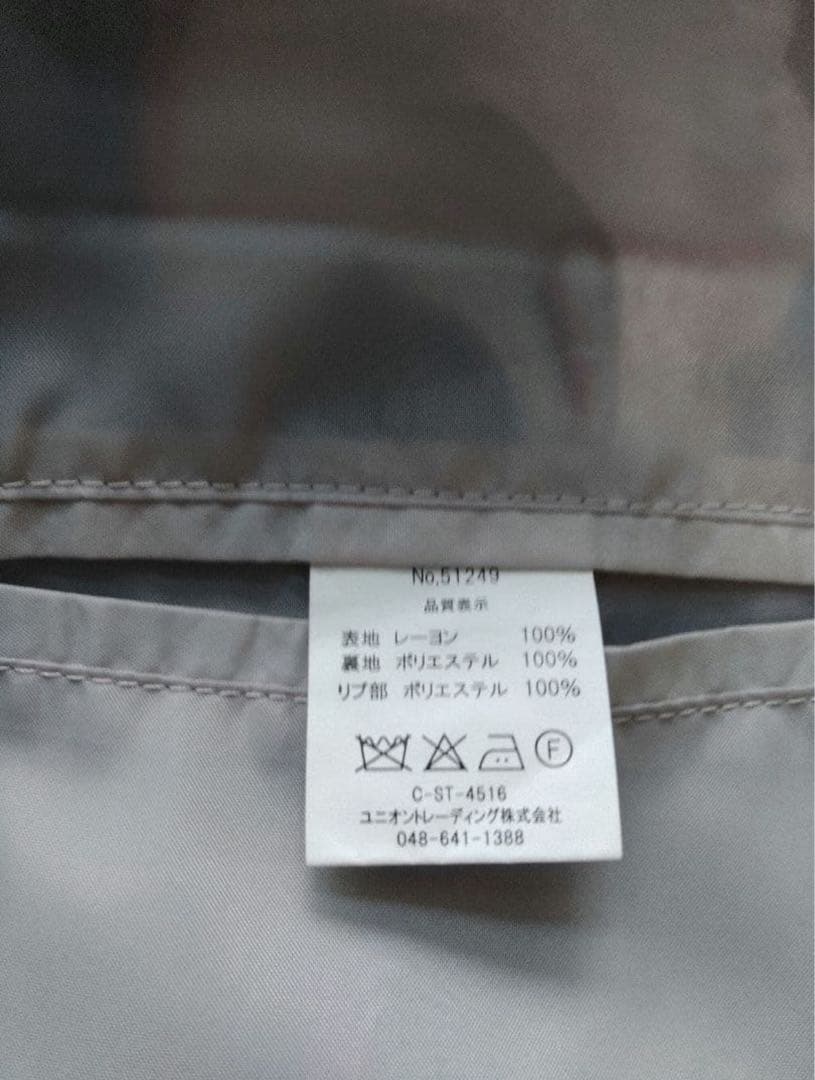 No,51249
品質表示
表地 レーヨン 100%
裏地 ポリエステル 100%
リブ部 ポリエステル 100%
F
C-ST-4516
ユニオントレーディング株式会社
048-641-1388